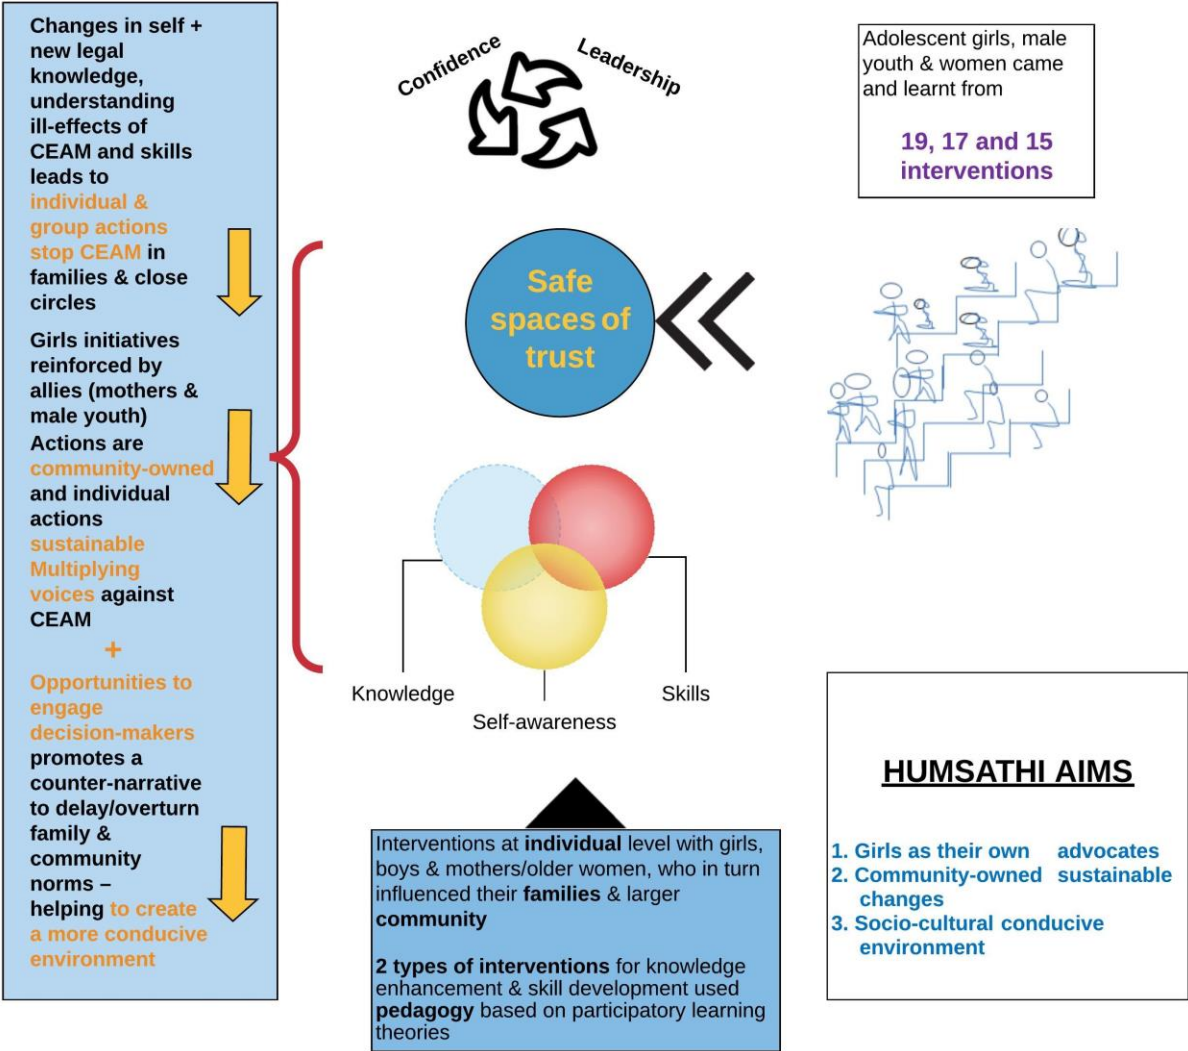 Changes in self +
new legal
knowledge,
understanding
ill-effects of
CEAM and skills
leads to
individual &
group actions
stop CEAM in
families & close
circles
Girls initiatives
reinforced by
allies (mothers &
male youth)
Actions are
community-owned
and individual
actions
sustainable
Multiplying
voices against
CEAM
+
Opportunities to
engage
decision-makers
promotes a
counter-narrative
to delay/overturn
family &
community
norms –
helping to create
a more conducive
environment
Confidence
Leadership
Safe
spaces of
trust
Knowledge
Self-awareness
Skills
Interventions at individual level with girls,
boys & mothers/older women, who in turn
influenced their families & larger
community
2 types of interventions for knowledge
enhancement & skill development used
pedagogy based on participatory learning
theories
Adolescent girls, male
youth & women came
and learnt from
19, 17 and 15
interventions
HUMSATHI AIMS
1. Girls as their own advocates
2. Community-owned sustainable
changes
3. Socio-cultural conducive
environment